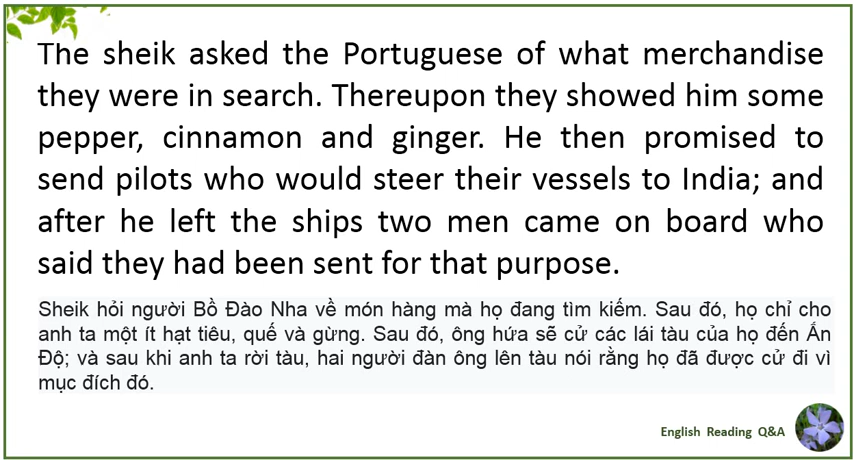 The sheik asked the Portuguese of what merchandise
they were in search. Thereupon they showed him some
pepper, cinnamon and ginger. He then promised to
send pilots who would steer their vessels to India; and
after he left the ships two men came on board who
said they had been sent for that purpose.
Sheik hỏi người Bồ Đào Nha về món hàng mà họ đang tìm kiếm. Sau đó, họ chỉ cho
anh ta một ít hạt tiêu, quế và gừng. Sau đó, ông hứa sẽ cử các lái tàu của họ đến Ấn
Độ; và sau khi anh ta rời tàu, hai người đàn ông lên tàu nói rằng họ đã được cử đi vì
mục đích đó.
English Reading Q&A